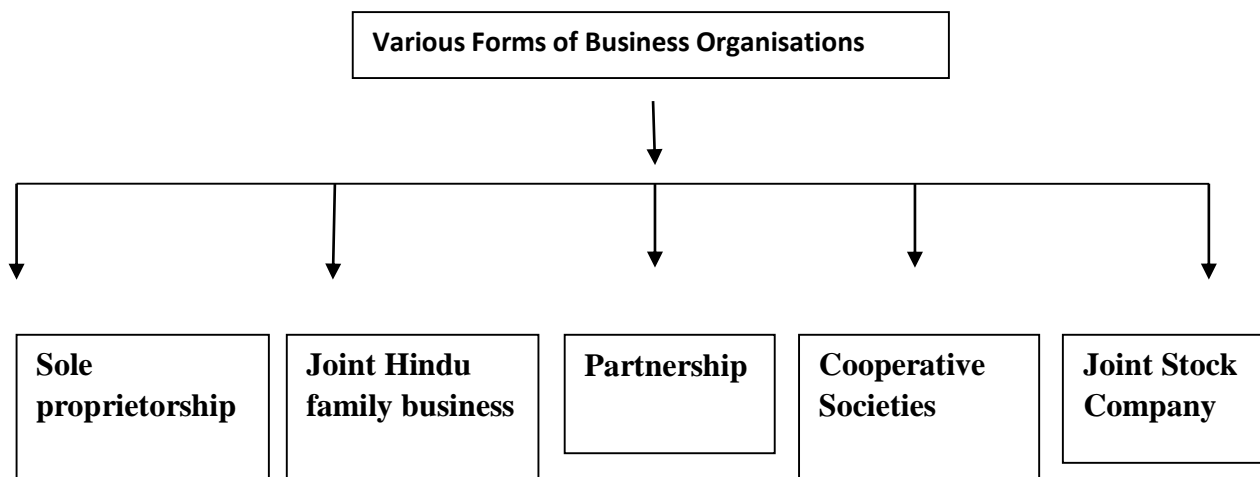 Various Forms of Business Organisations
Sole
proprietorship
Joint Hindu
family business
Partnership
Cooperative
Societies
Joint Stock
Company